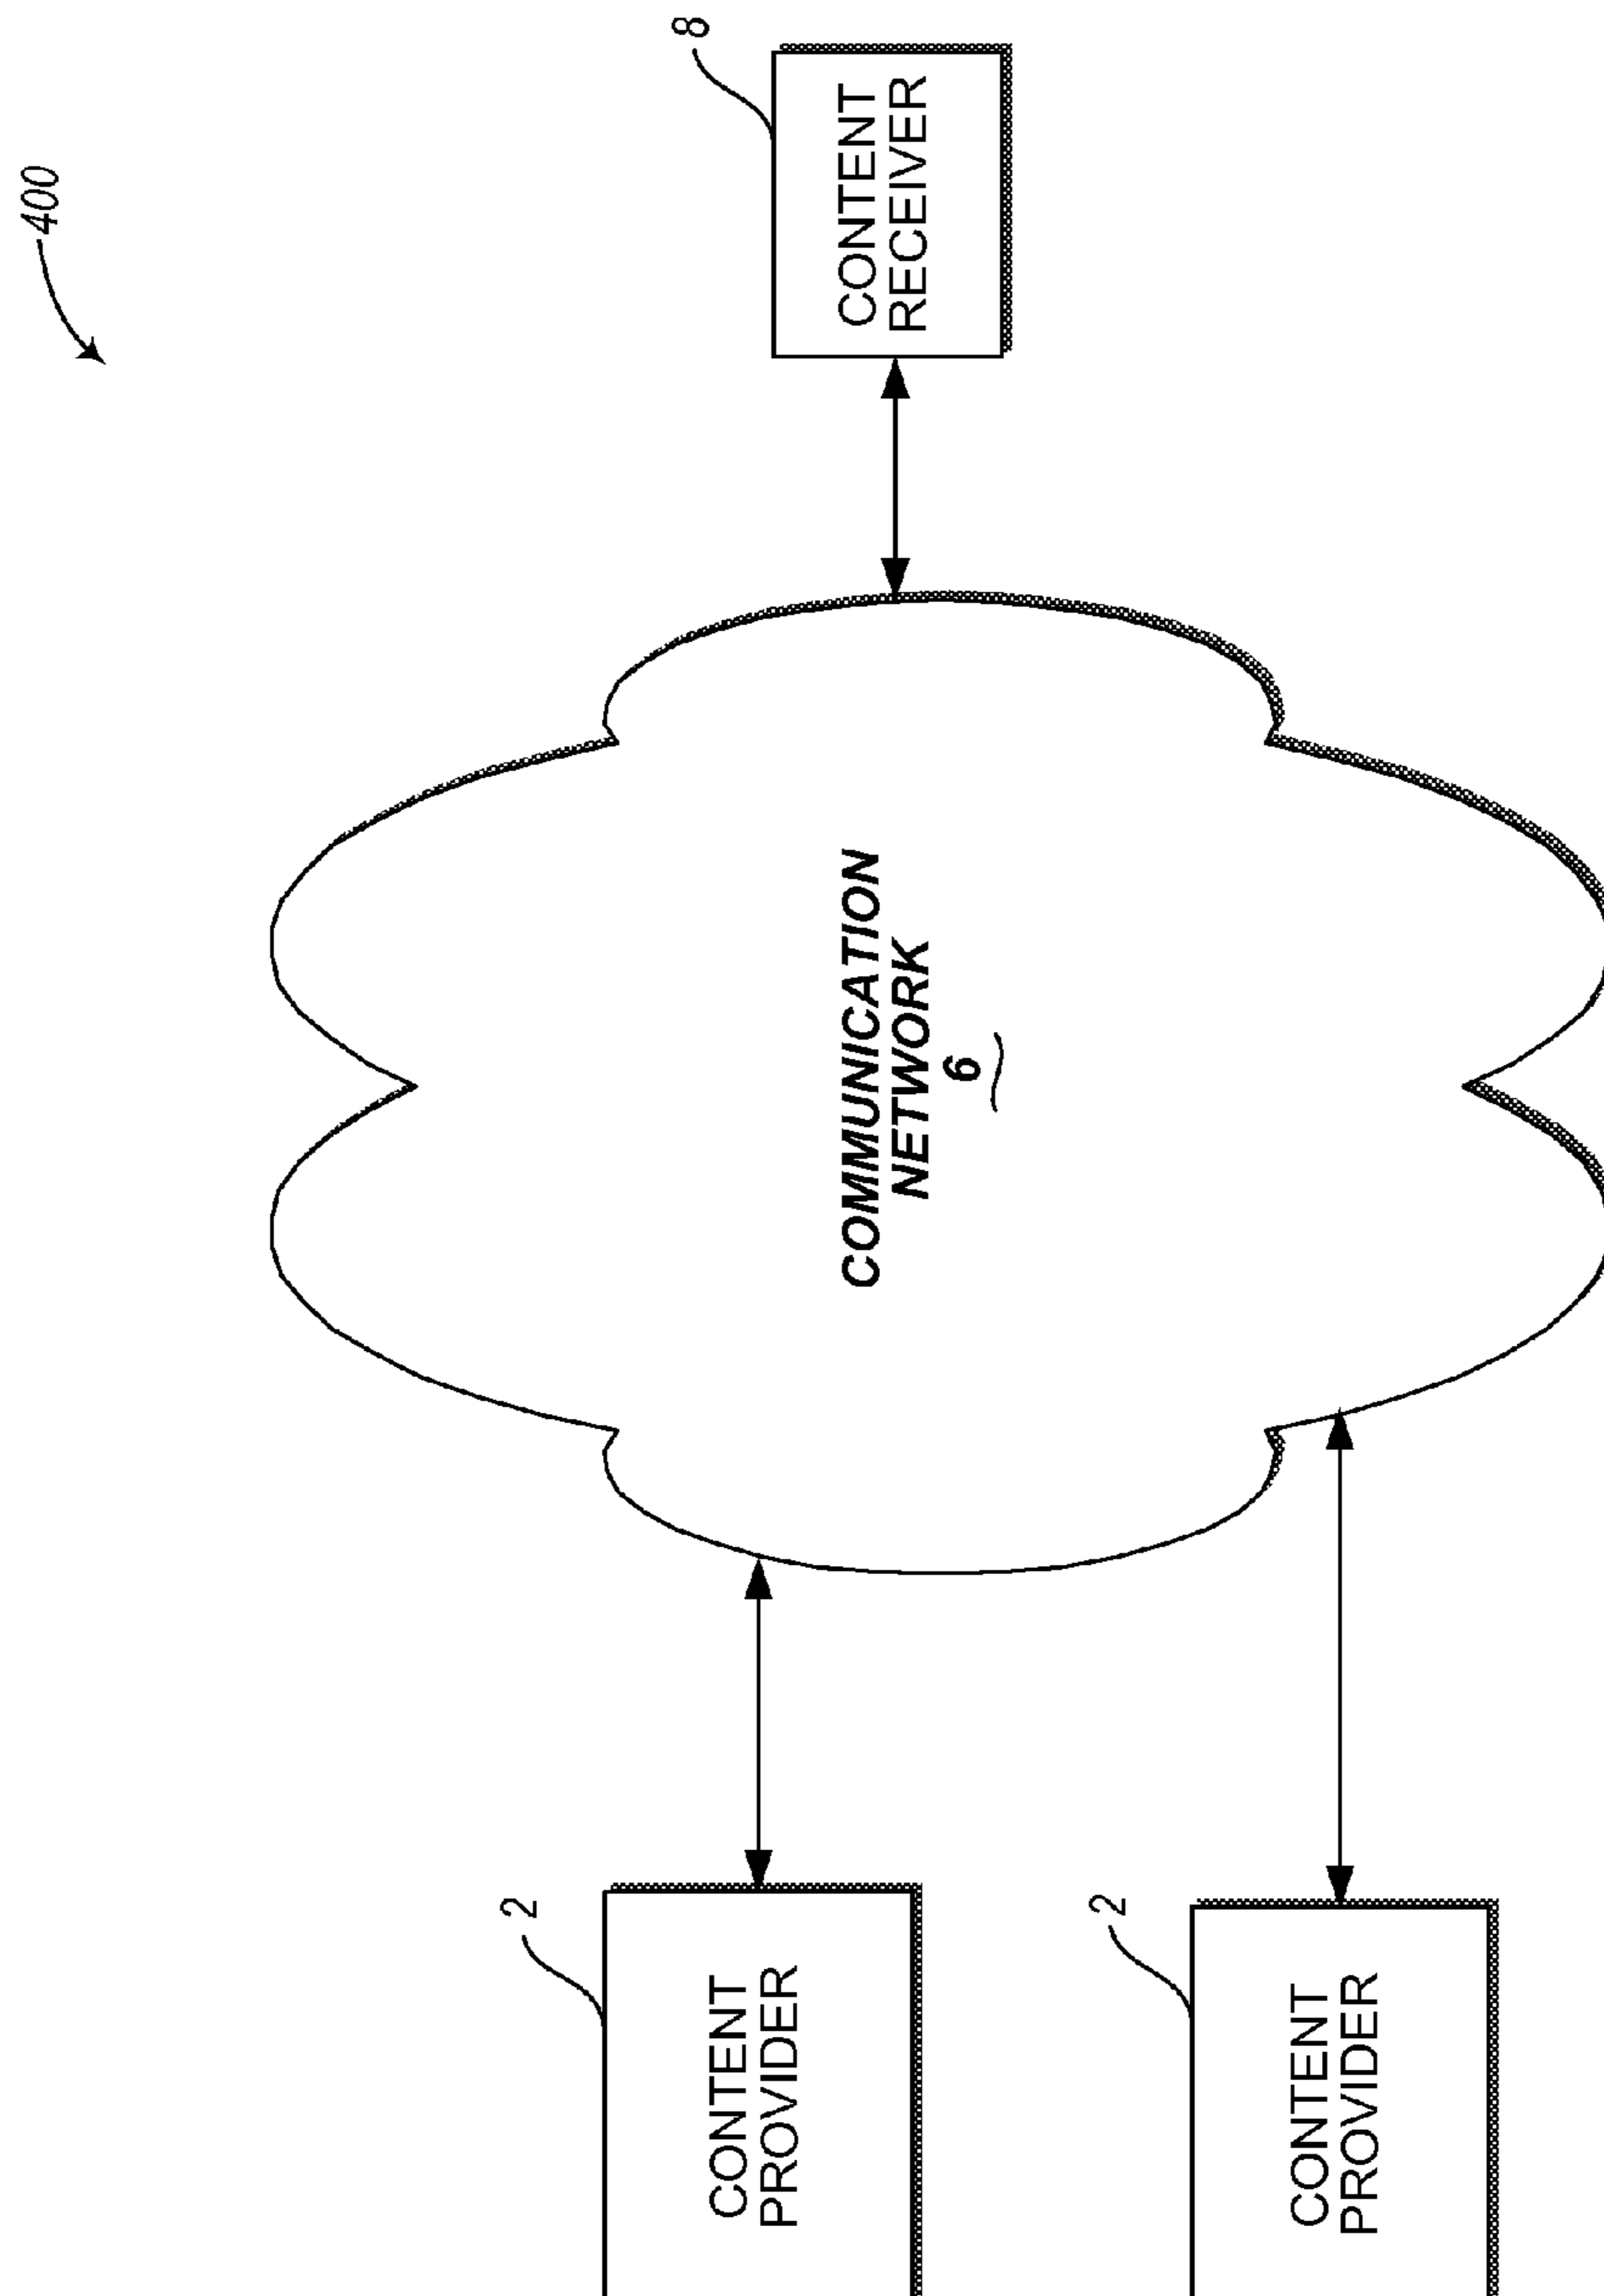 400
2
CONTENT
PROVIDER
COMMUNICATION
NETWORK
6
8
CONTENT
RECEIVER
2
CONTENT
PROVIDER